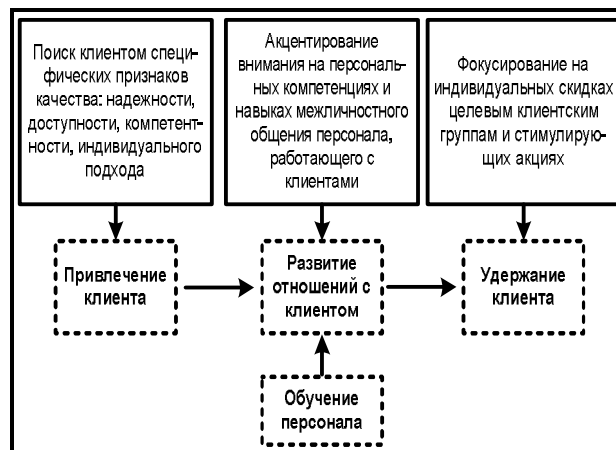 Поиск клиентом специ-
фических признаков
качества: надежности,
доступности, компетент-
ности, индивидуального
подхода
Акцентирование
внимания на персональ-
ных компетенциях и
навыках межличностного
общения персонала,
работающего с
клиентами
Фокусирование на
индивидуальных скидках
целевым клиентским
группам и стимулирую-
щих акциях
Привлечение
клиента
Развитие
отношений с
клиентом
Удержание
клиента
Обучение
персонала